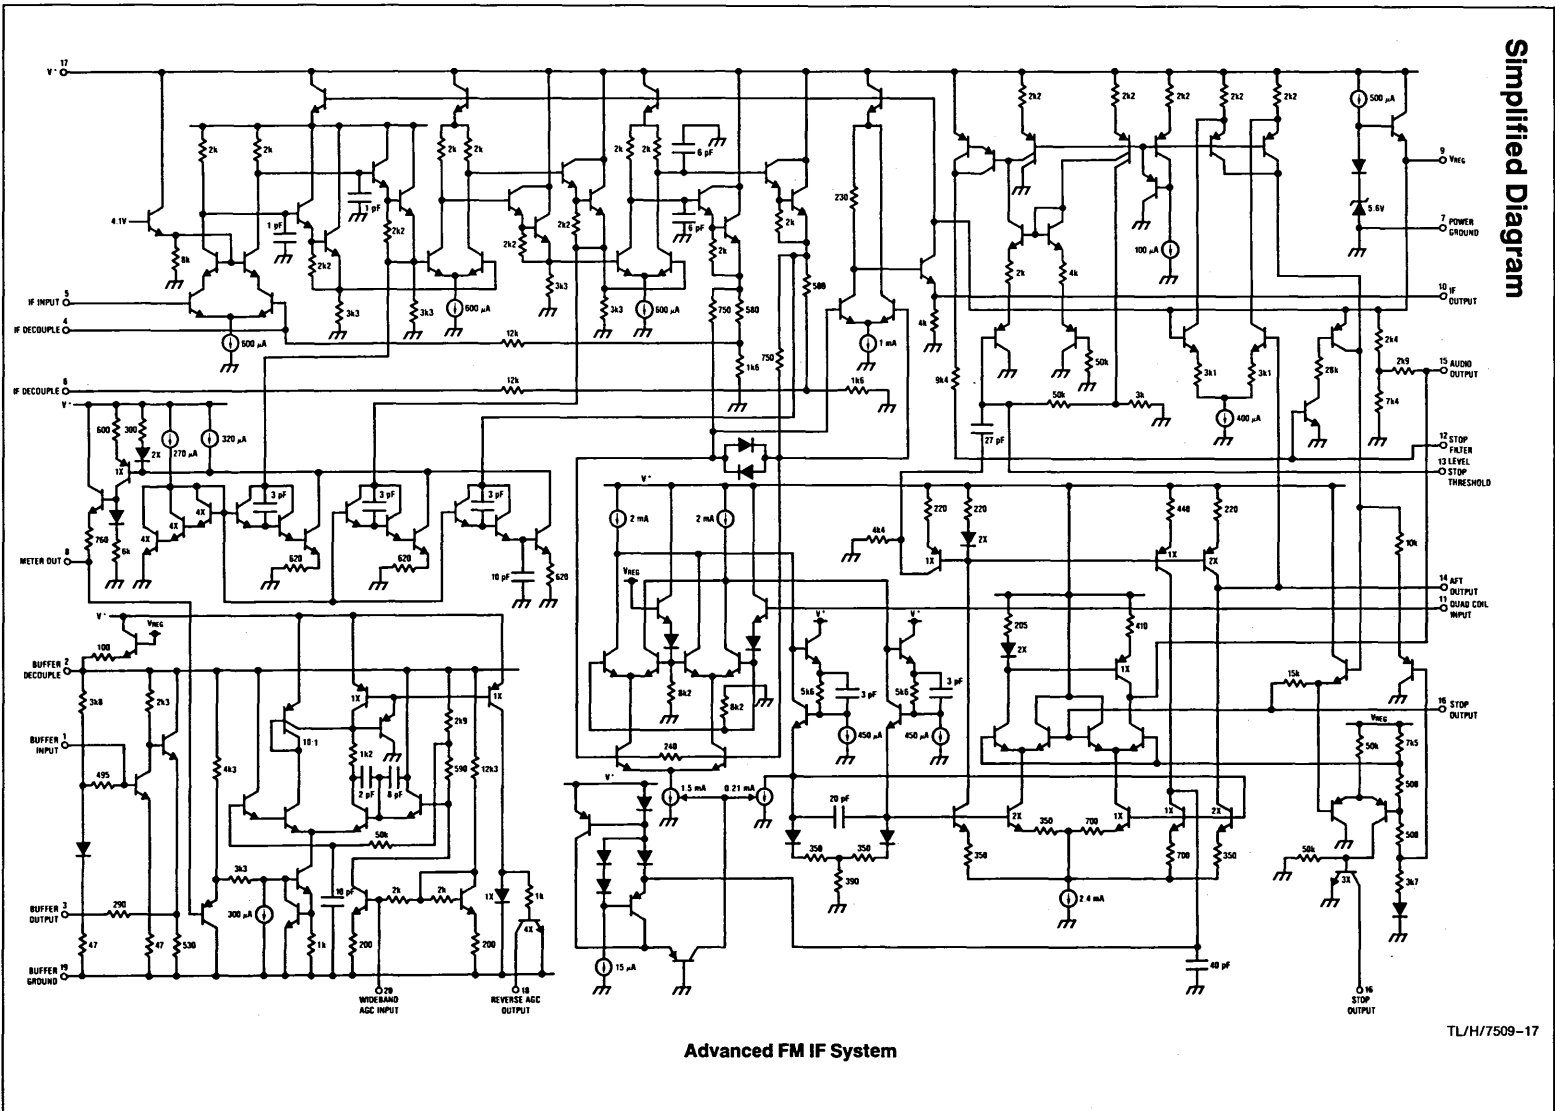 Simplified Diagram
17
V+
2k
2k
2k
2k
2k
2k
6 pF
2k2
2k2
2k2
2k2
2k2
500 µA
9
VREG
4.1V
1 pF
1 pF
2k2
2k2
6 pF
2k
230
5.6V
7 POWER
GROUND
8k
2k2
2k2
2k
2k
4k
100 µA
5
IF INPUT
4
IF DECOUPLE
600 µA
3k3
3k3
600 µA
3k3
3k3
600 µA
750
580
580
1 mA
4k
10 IF
OUTPUT
12k
1k6
750
50k
3k1
3k1
28k
2k4
2k9
15 AUDIO
OUTPUT
6
IF DECOUPLE
12k
1k6
9k4
50k
3k
400 µA
7k4
V+
600
300
2X
270 µA
320 µA
27 pF
12 STOP
FILTER
13 LEVEL
STOP
THRESHOLD
1X
4X
4X
4X
3 pF
3 pF
3 pF
V+
2 mA
2 mA
220
220
2X
440
220
760
6k
620
620
10 pF
620
4k4
1X
1X
2X
10k
8
METER OUT
14 AFT
OUTPUT
11
QUAD COIL
INPUT
V+
VREG
VREG
V+
V+
205
2X
410
1X
100
BUFFER 2
DECOUPLE
3k8
2k3
10:1
1X
1X
2k9
8k2
8k2
5k6
3 pF
5k6
3 pF
450 µA
450 µA
15k
16
STOP
OUTPUT
BUFFER 1
INPUT
495
4k3
1k2
2 pF
8 pF
590
12k3
240
VREG
50k
7k5
V+
1.5 mA
0.21 mA
20 pF
2X
350
700
1X
1X
2X
508
508
50k
350
350
390
350
700
350
50k
3X
3k7
3k3
16 pF
2k
2k
1X
1k
4X
BUFFER 3
OUTPUT
290
300 µA
2.4 mA
47
47
530
1k
200
200
15 µA
40 pF
BUFFER 19
GROUND
20
WIDEBAND
AGC INPUT
18
REVERSE AGC
OUTPUT
16
STOP
OUTPUT
TL/H/7509–17
Advanced FM IF System